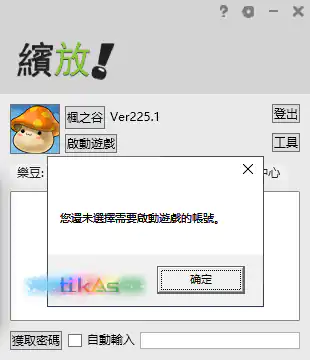 繽放!
楓之谷 Ver225.1 登出
啟動遊戲 工具
樂豆: 中心
您還未選擇需要啟動遊戲的帳號。
tikAs
确定
獲取密碼 自動輸入